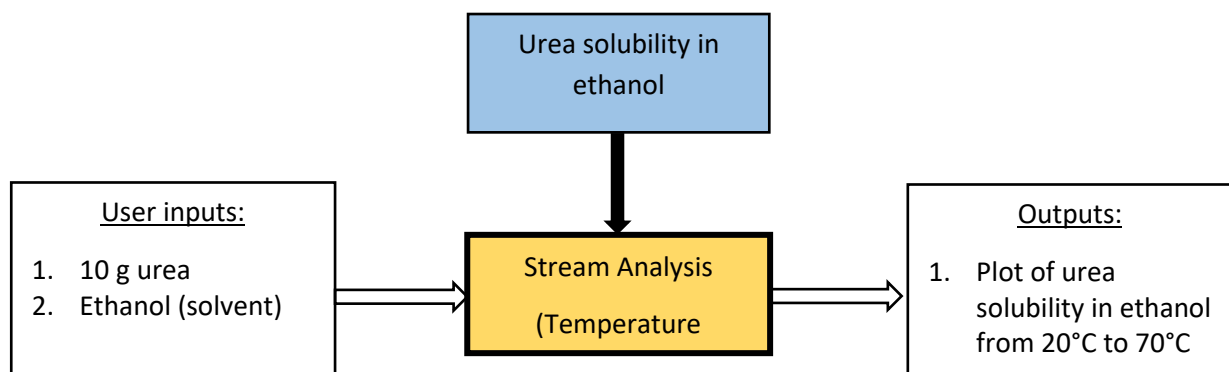 Urea solubility in
ethanol
User inputs:
1. 10 g urea
2. Ethanol (solvent)
Stream Analysis
(Temperature
Outputs:
1. Plot of urea
solubility in ethanol
from 20°C to 70°C